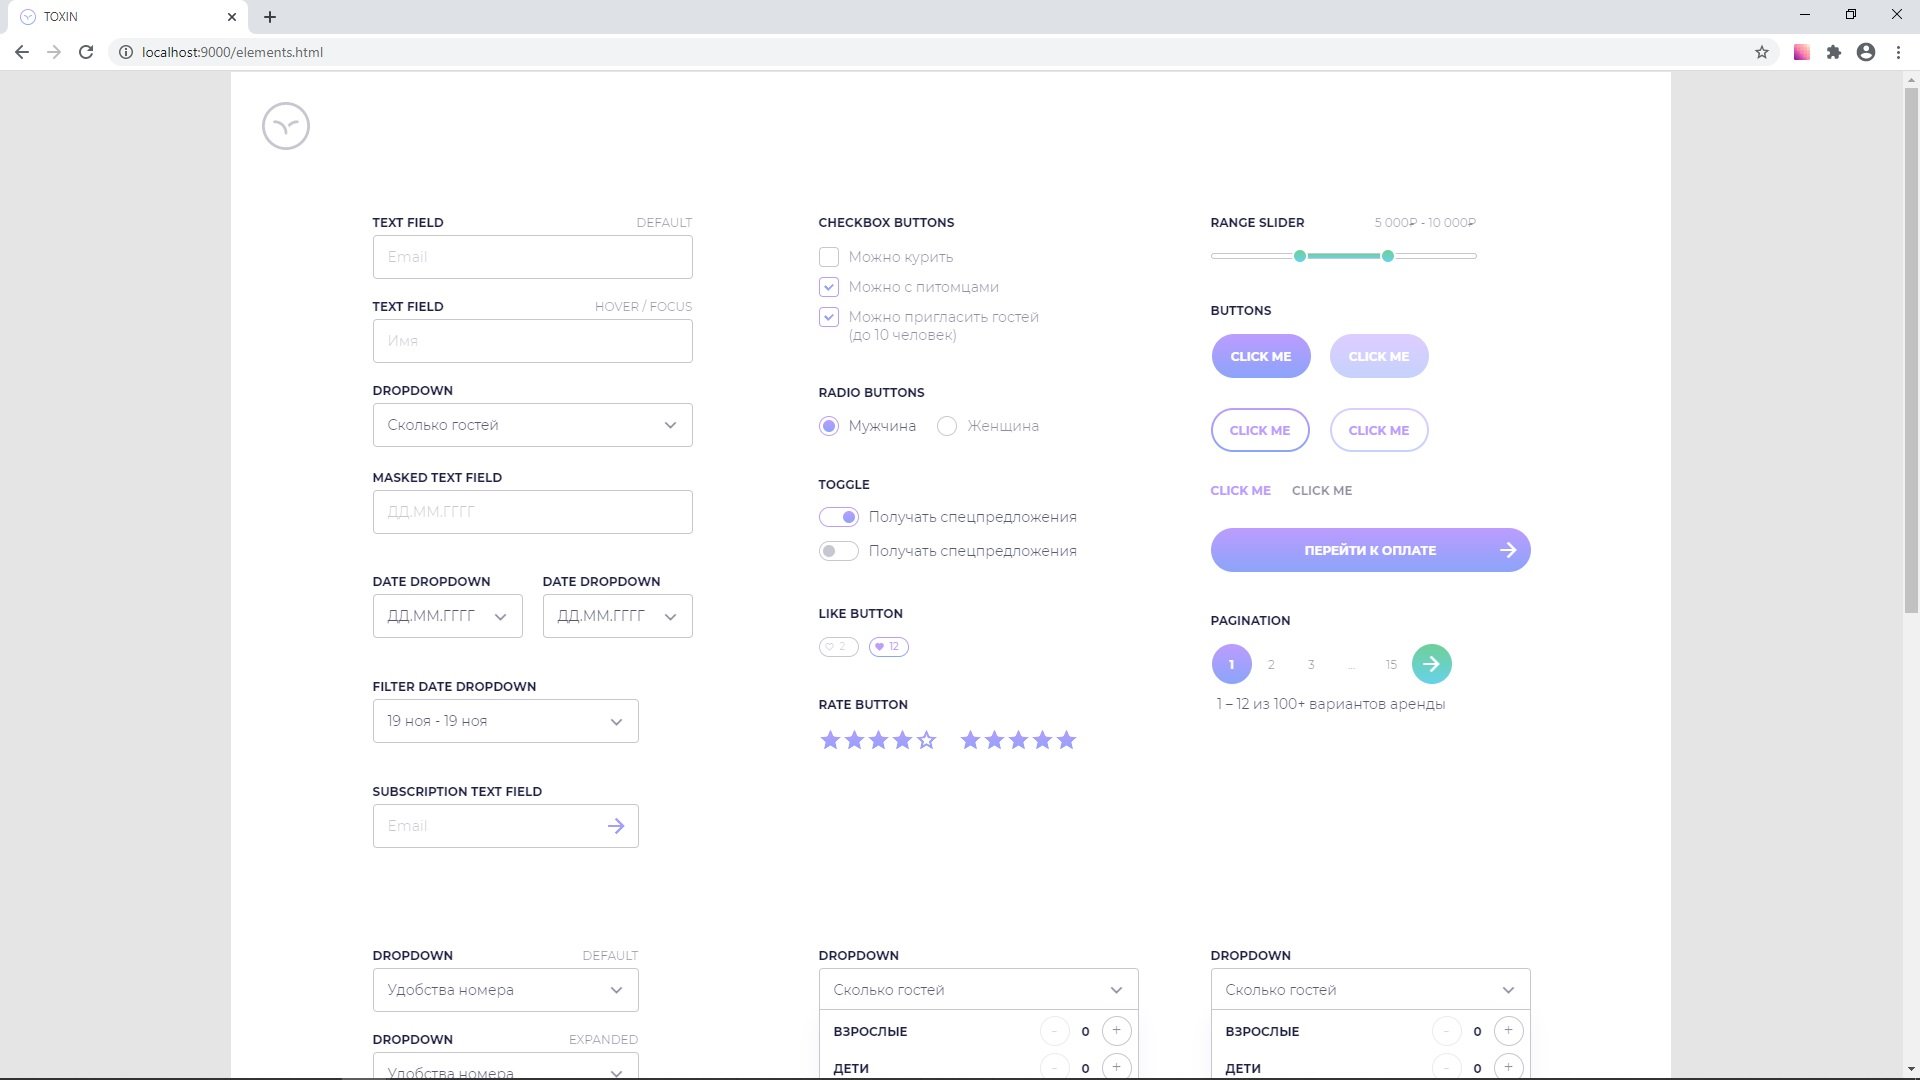 TOXIN
localhost:9000/elements.html
TEXT FIELD
DEFAULT
Email
TEXT FIELD
HOVER / FOCUS
Имя
DROPDOWN
Сколько гостей
MASKED TEXT FIELD
ДД.ММ.ГГГГ
DATE DROPDOWN
ДД.ММ.ГГГГ
DATE DROPDOWN
ДД.ММ.ГГГГ
FILTER DATE DROPDOWN
19 ноя - 19 ноя
SUBSCRIPTION TEXT FIELD
Email
CHECKBOX BUTTONS
Можно курить
Можно с питомцами
Можно пригласить гостей
(до 10 человек)
RADIO BUTTONS
Мужчина
Женщина
TOGGLE
Получать спецпредложения
Получать спецпредложения
LIKE BUTTON
2
12
RATE BUTTON
RANGE SLIDER
5 000₽ - 10 000₽
BUTTONS
CLICK ME
CLICK ME
CLICK ME
CLICK ME
CLICK ME
CLICK ME
ПЕРЕЙТИ К ОПЛАТЕ
PAGINATION
1 2 3 ... 15
1 – 12 из 100+ вариантов аренды
DROPDOWN
DEFAULT
Удобства номера
DROPDOWN
EXPANDED
Удобства номера
DROPDOWN
Сколько гостей
ВЗРОСЛЫЕ
- 0 +
ДЕТИ
- 0 +
DROPDOWN
Сколько гостей
ВЗРОСЛЫЕ
- 0 +
ДЕТИ
- 0 +